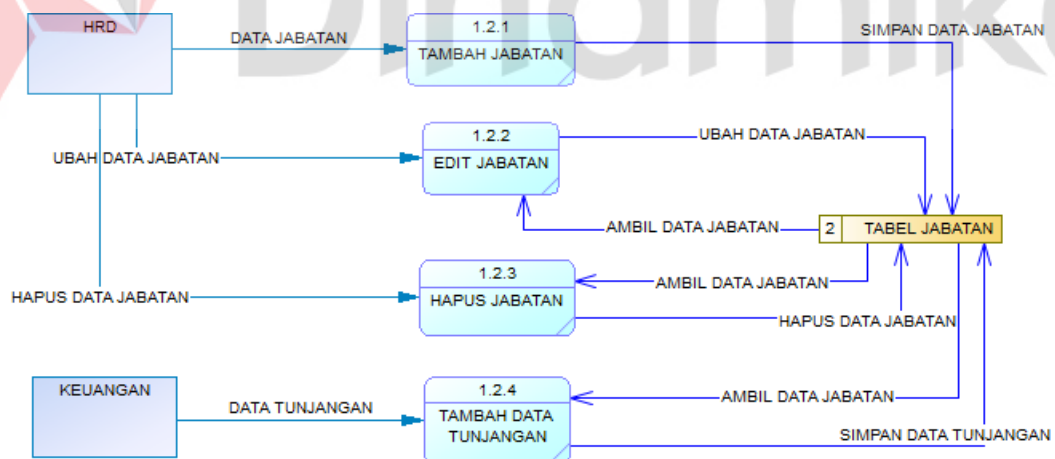 HRD
DATA JABATAN
1.2.1
TAMBAH JABATAN
SIMPAN DATA JABATAN
UBAH DATA JABATAN
1.2.2
EDIT JABATAN
UBAH DATA JABATAN
AMBIL DATA JABATAN
2 TABEL JABATAN
HAPUS DATA JABATAN
1.2.3
HAPUS JABATAN
AMBIL DATA JABATAN
HAPUS DATA JABATAN
KEUANGAN
DATA TUNJANGAN
1.2.4
TAMBAH DATA
TUNJANGAN
AMBIL DATA JABATAN
SIMPAN DATA TUNJANGAN